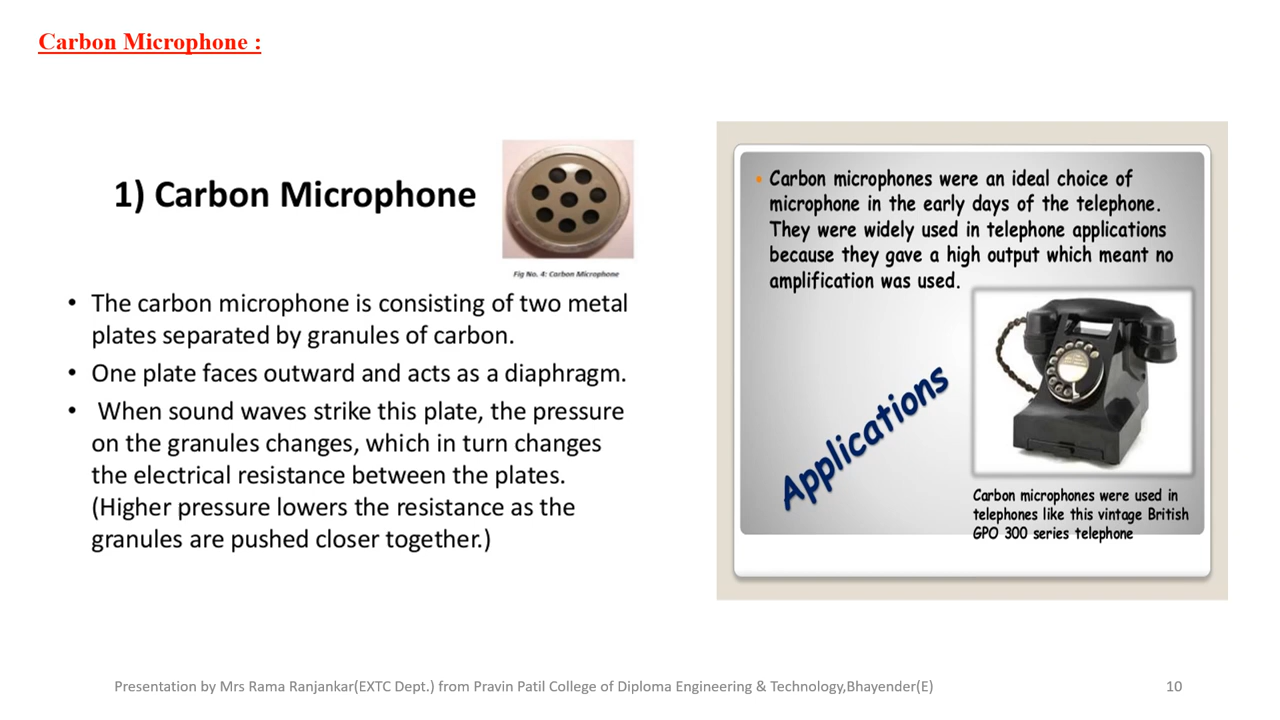 Carbon Microphone :
1) Carbon Microphone
Fig No. 4: Carbon Microphone
• The carbon microphone is consisting of two metal
plates separated by granules of carbon.
• One plate faces outward and acts as a diaphragm.
• When sound waves strike this plate, the pressure
on the granules changes, which in turn changes
the electrical resistance between the plates.
(Higher pressure lowers the resistance as the
granules are pushed closer together.)
• Carbon microphones were an ideal choice of
microphone in the early days of the telephone.
They were widely used in telephone applications
because they gave a high output which meant no
amplification was used.
Applications
Carbon microphones were used in
telephones like this vintage British
GPO 300 series telephone
Presentation by Mrs Rama Ranjankar(EXTC Dept.) from Pravin Patil College of Diploma Engineering & Technology,Bhayender(E)
10